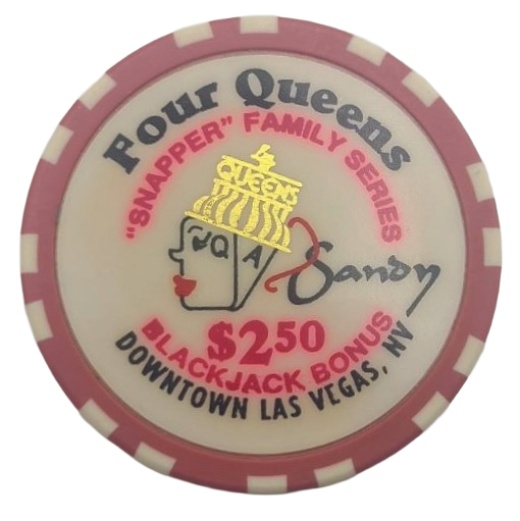 Four Queens
"SNAPPER" FAMILY SERIES
4
QUEENS
Q A
Sandy
$2.50
BLACKJACK BONUS
DOWNTOWN LAS VEGAS, NV